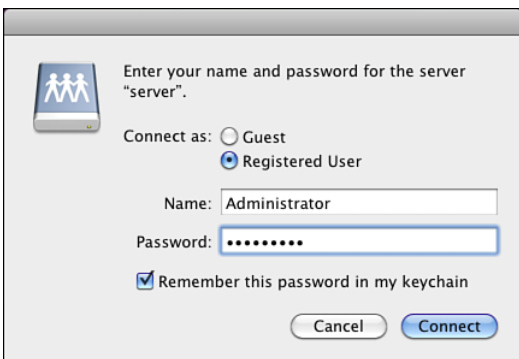 Enter your name and password for the server
“server”.
Connect as: Guest
Registered User
Name: Administrator
Password: •••••••••
Remember this password in my keychain
Cancel Connect